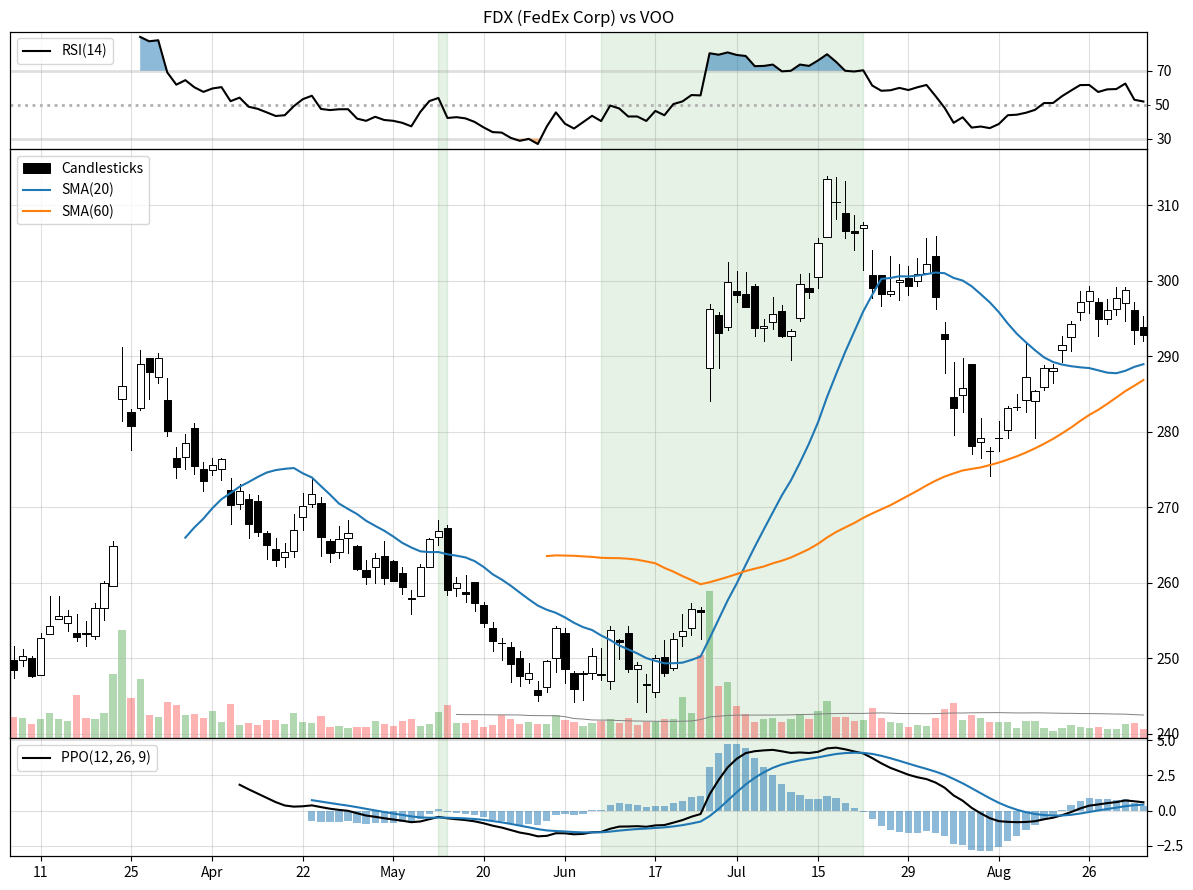 FDX (FedEx Corp) vs VOO
RSI(14)
70
50
30
Candlesticks
SMA(20)
SMA(60)
310
300
290
280
270
260
250
240
PPO(12, 26, 9)
5.0
2.5
0.0
−2.5
11 25 Apr 22 May 20 Jun 17 Jul 15 29 Aug 26